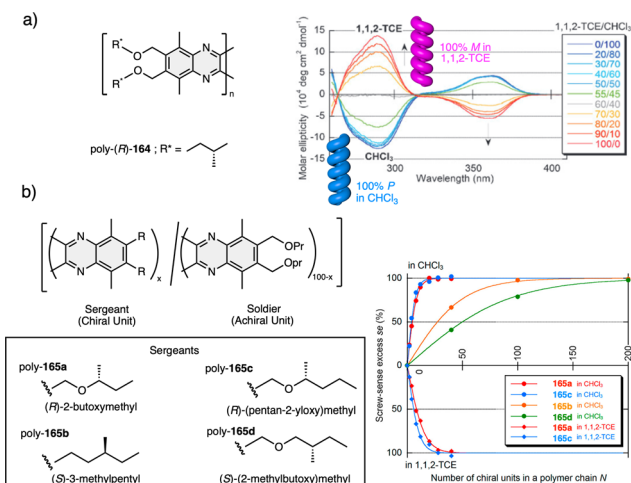 a)
R*
O
N
R*
O
N
n
poly-(R)-164 ; R* =
1,1,2-TCE
100% M in
1,1,2-TCE
1,1,2-TCE/CHCl3
0/100
20/80
30/70
40/60
50/50
55/45
60/40
70/30
80/20
90/10
100/0
15
10
5
0
-5
-10
-15
Molar ellipticity (10⁴ deg cm² dmol⁻¹)
CHCl3
100% P
in CHCl3
300
350
400
Wavelength (nm)
b)
N
R
N
R
x
N
OPr
N
Opr
100-x
Sergeant
(Chiral Unit)
Soldier
(Achiral Unit)
Sergeants
poly-165a
O
(R)-2-butoxymethyl
poly-165c
O
(R)-(pentan-2-yloxy)methyl
poly-165b
(S)-3-methylpentyl
poly-165d
O
(S)-(2-methylbutoxy)methyl
in CHCl3
100
50
0
50
100
Screw-sense excess se (%)
0
50
100
150
200
165a in CHCl3
165c in CHCl3
165b in CHCl3
165d in CHCl3
165a in 1,1,2-TCE
165c in 1,1,2-TCE
in 1,1,2-TCE
Number of chiral units in a polymer chain N